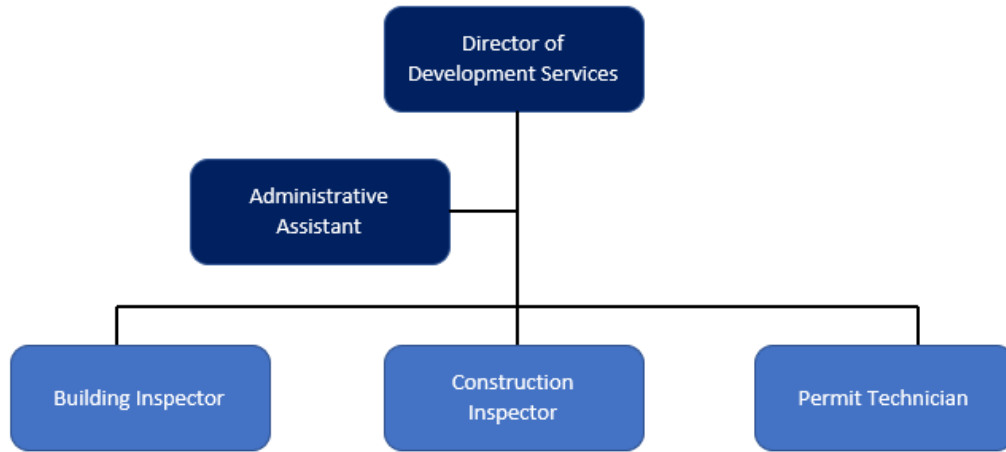 Director of
Development Services
Administrative
Assistant
Building Inspector
Construction
Inspector
Permit Technician